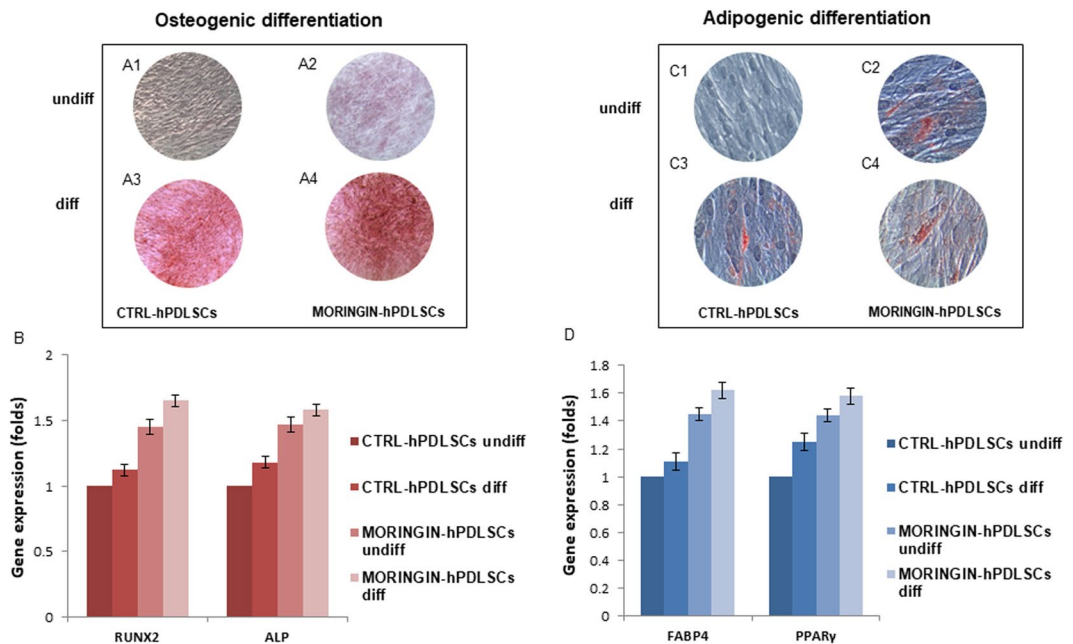 Osteogenic differentiation
A1
A2
undiff
A3
A4
diff
CTRL-hPDLSCs
MORINGIN-hPDLSCs
B
Gene expression (folds)
2
1.5
1
0.5
0
RUNX2
ALP
CTRL-hPDLSCs undiff
CTRL-hPDLSCs diff
MORINGIN-hPDLSCs
undiff
MORINGIN-hPDLSCs
diff
Adipogenic differentiation
C1
C2
undiff
C3
C4
diff
CTRL-hPDLSCs
MORINGIN-hPDLSCs
D
Gene expression (folds)
1.8
1.6
1.4
1.2
1
0.8
0.6
0.4
0.2
0
FABP4
PPARγ
CTRL-hPDLSCs undiff
CTRL-hPDLSCs diff
MORINGIN-hPDLSCs
undiff
MORINGIN-hPDLSCs
diff